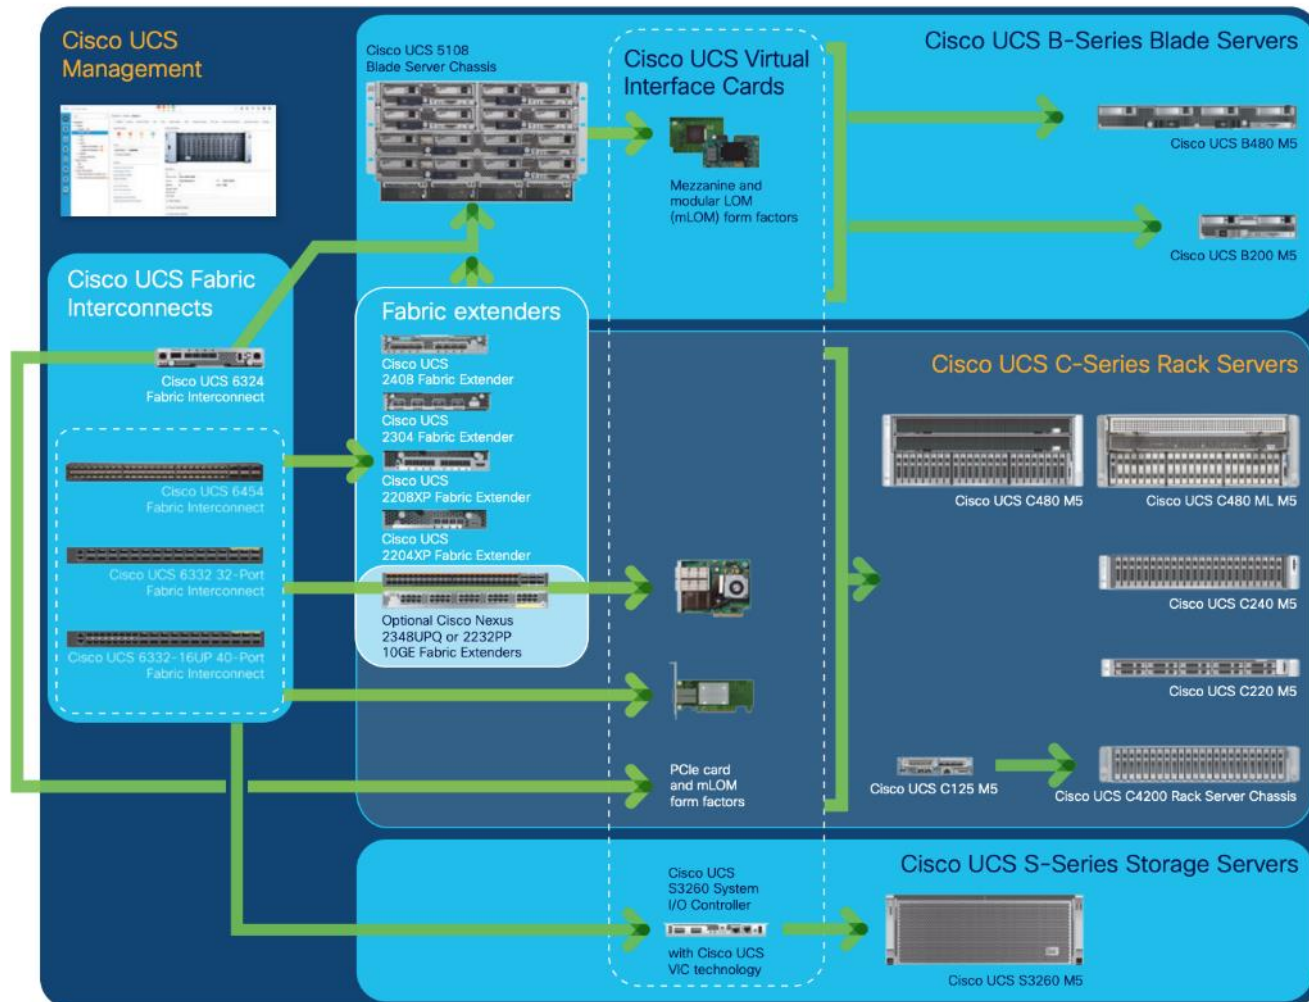 Cisco UCS
Management
Cisco UCS 5108
Blade Server Chassis
Cisco UCS Virtual
Interface Cards
Mezzanine and
modular LOM
(mLOM) form factors
Cisco UCS B-Series Blade Servers
Cisco UCS B480 M5
Cisco UCS B200 M5
Cisco UCS Fabric
Interconnects
Cisco UCS 6324
Fabric Interconnect
Cisco UCS 6454
Fabric Interconnect
Cisco UCS 6332 32-Port
Fabric Interconnect
Cisco UCS 6332-16UP 40-Port
Fabric Interconnect
Fabric extenders
Cisco UCS
2408 Fabric Extender
Cisco UCS
2304 Fabric Extender
Cisco UCS
2208XP Fabric Extender
Cisco UCS
2204XP Fabric Extender
Optional Cisco Nexus
2348UPQ or 2232PP
10GE Fabric Extenders
PCIe card
and mLOM
form factors
Cisco UCS C-Series Rack Servers
Cisco UCS C480 M5
Cisco UCS C480 ML M5
Cisco UCS C240 M5
Cisco UCS C220 M5
Cisco UCS C125 M5
Cisco UCS C4200 Rack Server Chassis
Cisco UCS S-Series Storage Servers
Cisco UCS
S3260 System
I/O Controller
with Cisco UCS
VIC technology
Cisco UCS S3260 M5